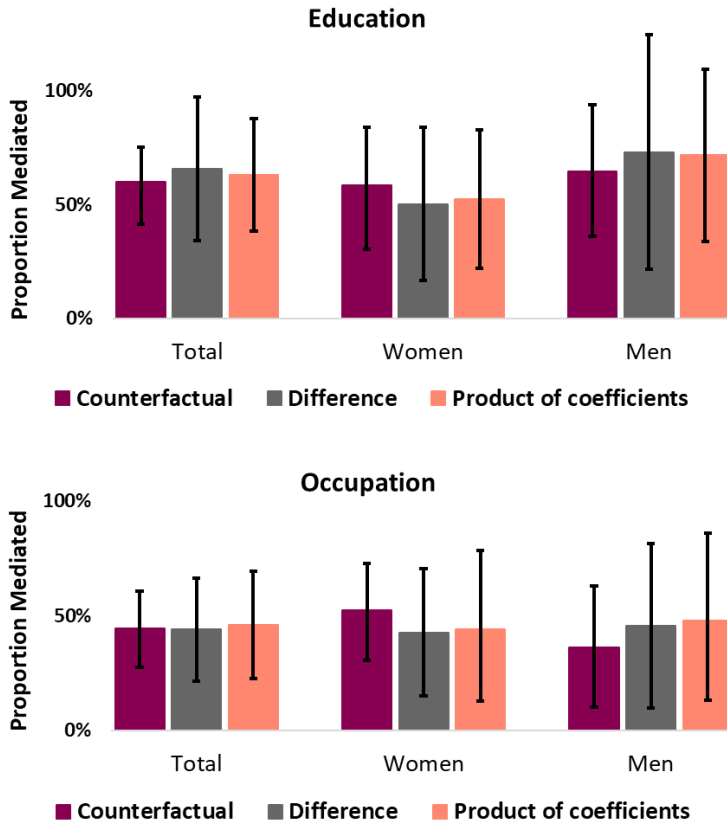 Education
100%
50%
0%
Proportion Mediated
Total Women Men
Counterfactual Difference Product of coefficients
Occupation
100%
50%
0%
Proportion Mediated
Total Women Men
Counterfactual Difference Product of coefficients